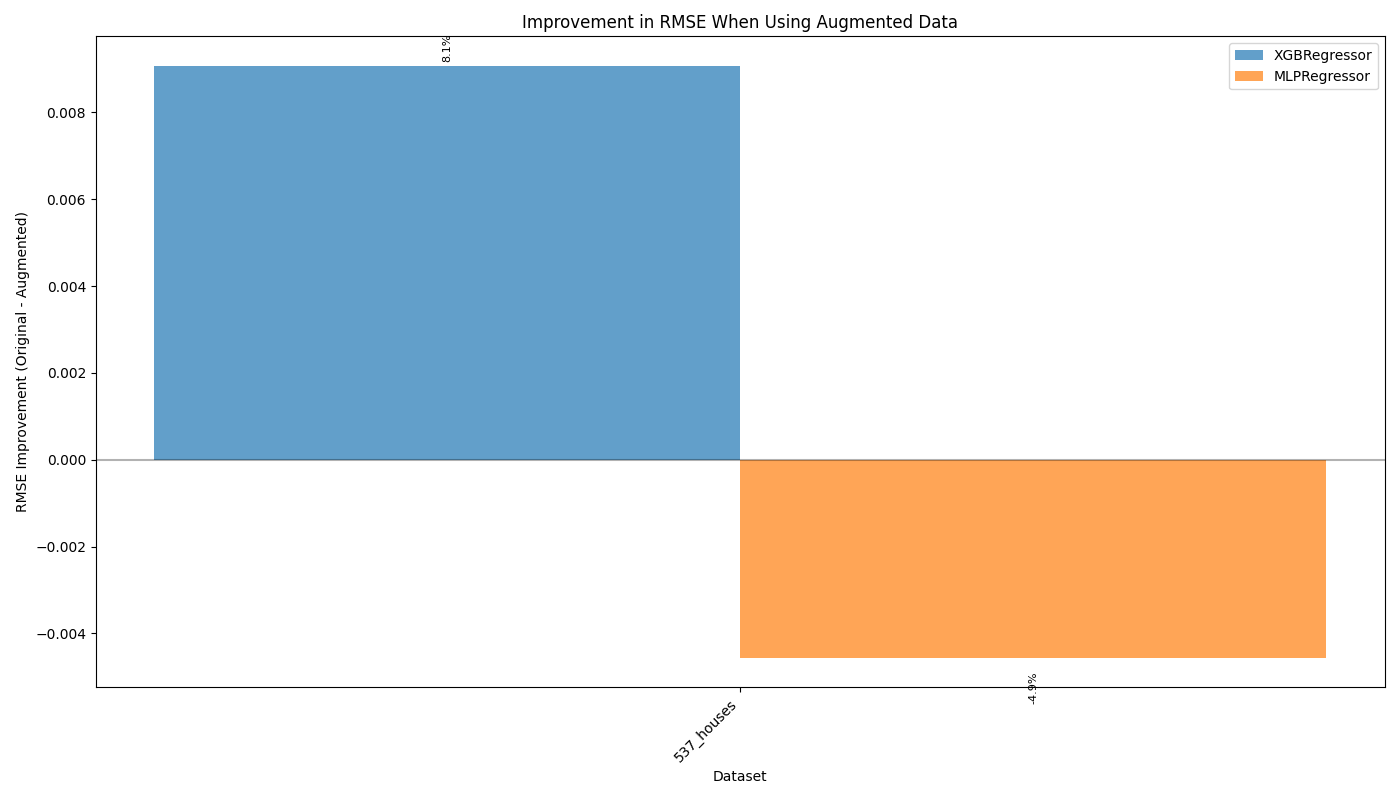 Improvement in RMSE When Using Augmented Data
8.1%
XGBRegressor
MLPRegressor
RMSE Improvement (Original - Augmented)
0.008
0.006
0.004
0.002
0.000
−0.002
−0.004
-4.9%
537_houses
Dataset